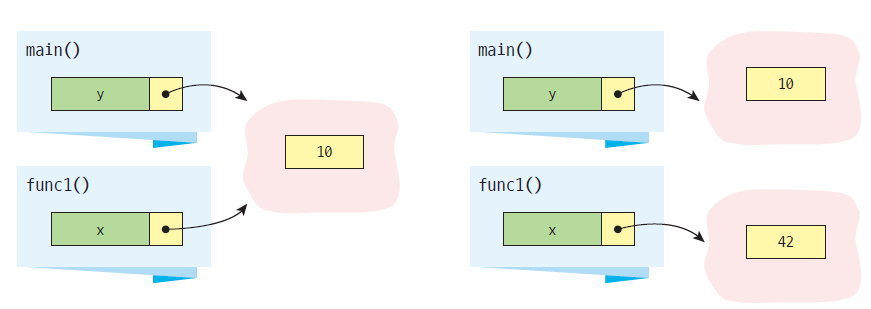 main()
y
10
func1()
x
main()
y
10
func1()
x
42